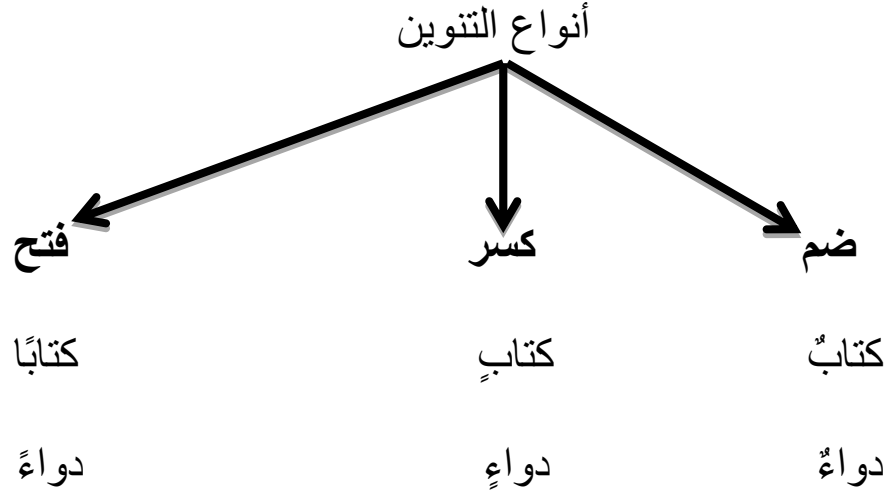 أنواع التنوين
ضم كسر فتح
كتابٌ كتابٍ كتابًا
دواءٌ دواءٍ دواءً